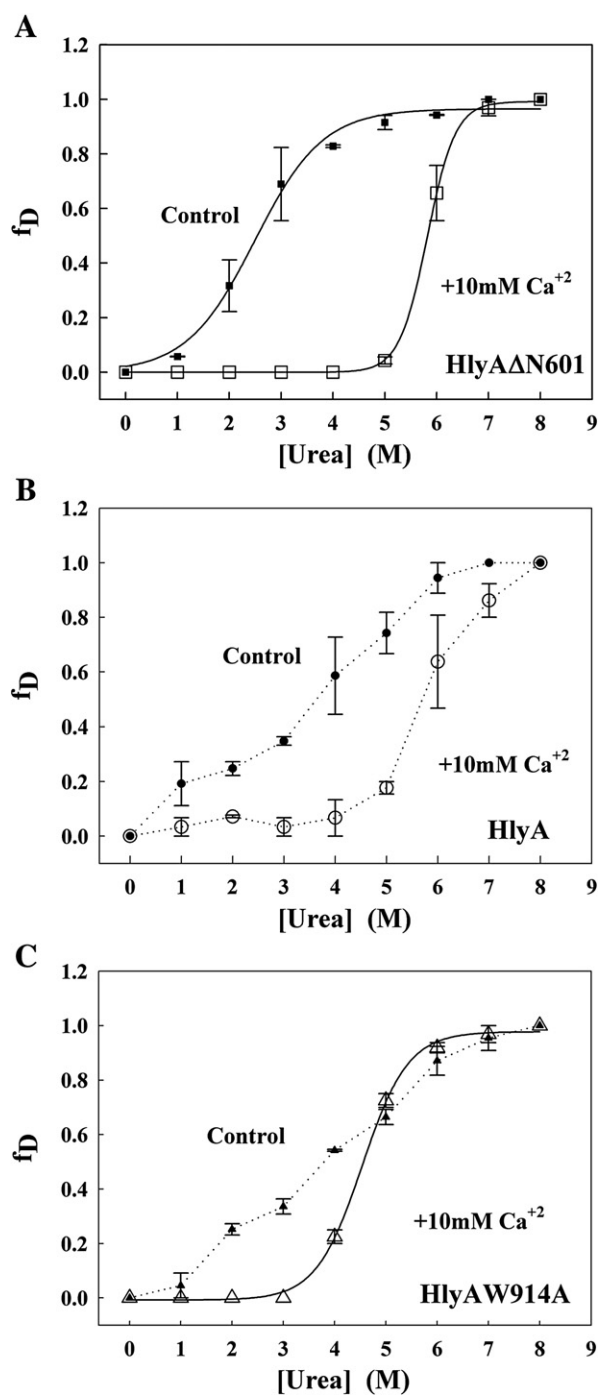 A
1.2
1.0
0.8
0.6
0.4
0.2
0.0
fD
Control
+10mM Ca+2
HlyAΔN601
0 1 2 3 4 5 6 7 8 9
[Urea] (M)
B
1.2
1.0
0.8
0.6
0.4
0.2
0.0
fD
Control
+10mM Ca+2
HlyA
0 1 2 3 4 5 6 7 8 9
[Urea] (M)
C
1.2
1.0
0.8
0.6
0.4
0.2
0.0
fD
Control
+10mM Ca+2
HlyAW914A
0 1 2 3 4 5 6 7 8 9
[Urea] (M)